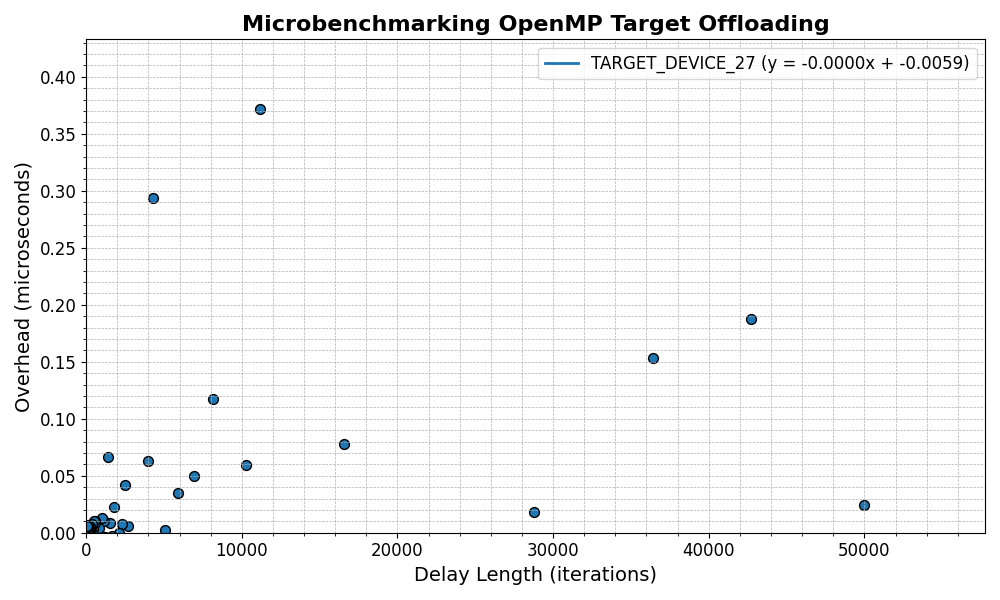 Microbenchmarking OpenMP Target Offloading
TARGET_DEVICE_27 (y = -0.0000x + -0.0059)
Overhead (microseconds)
0.40
0.35
0.30
0.25
0.20
0.15
0.10
0.05
0.00
0 10000 20000 30000 40000 50000
Delay Length (iterations)